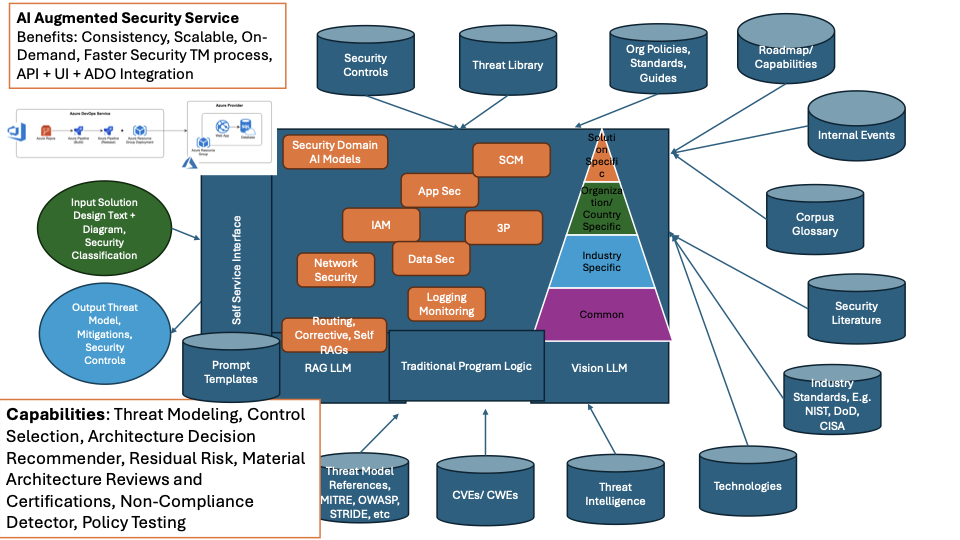 AI Augmented Security Service
Benefits: Consistency, Scalable, On-
Demand, Faster Security TM process,
API + UI + ADO Integration
Security
Controls
Threat Library
Org Policies,
Standards,
Guides
Roadmap/
Capabilities
Internal Events
Corpus
Glossary
Security
Literature
Industry
Standards, E.g.
NIST, DoD,
CISA
Technologies
Azure DevOps Service
Azure Repos
Azure Pipeline
(Build)
Azure Pipeline
(Release)
Azure Resource
Group Deployment
Azure Provider
Web App
Database
Azure Resource
Group
Input Solution
Design Text +
Diagram,
Security
Classification
Output Threat
Model,
Mitigations,
Security
Controls
Self Service Interface
Prompt
Templates
Security Domain
AI Models
SCM
App Sec
IAM
3P
Data Sec
Network
Security
Logging
Monitoring
Routing,
Corrective, Self
RAGs
RAG LLM
Traditional Program Logic
Vision LLM
Soluti
on
Specifi
c
Organiza
tion/
Country
Specific
Industry
Specific
Common
Capabilities: Threat Modeling, Control
Selection, Architecture Decision
Recommender, Residual Risk, Material
Architecture Reviews and
Certifications, Non-Compliance
Detector, Policy Testing
Threat Model
References,
MITRE, OWASP,
STRIDE, etc
CVEs/ CWEs
Threat
Intelligence